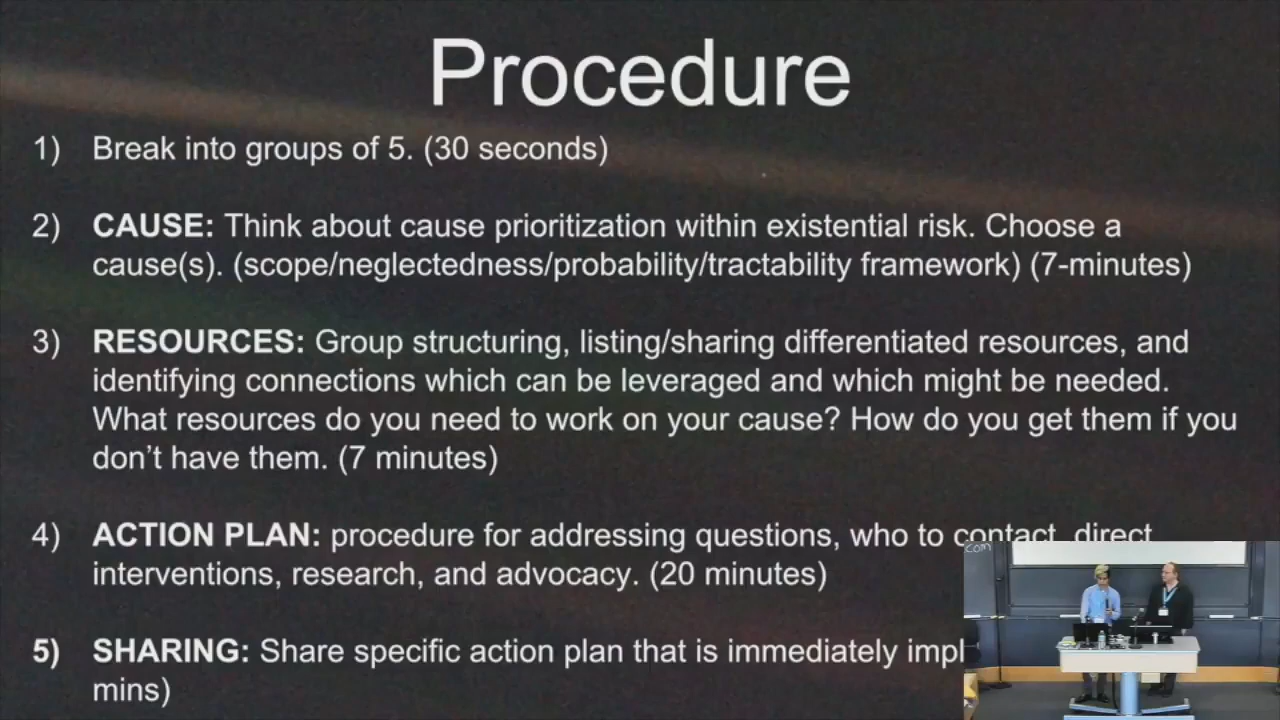 Procedure
1) Break into groups of 5. (30 seconds)
2) CAUSE: Think about cause prioritization within existential risk. Choose a
cause(s). (scope/neglectedness/probability/tractability framework) (7-minutes)
3) RESOURCES: Group structuring, listing/sharing differentiated resources, and
identifying connections which can be leveraged and which might be needed.
What resources do you need to work on your cause? How do you get them if you
don’t have them. (7 minutes)
4) ACTION PLAN: procedure for addressing questions, who to contact, direct
interventions, research, and advocacy. (20 minutes)
com
5) SHARING: Share specific action plan that is immediately impl
mins)